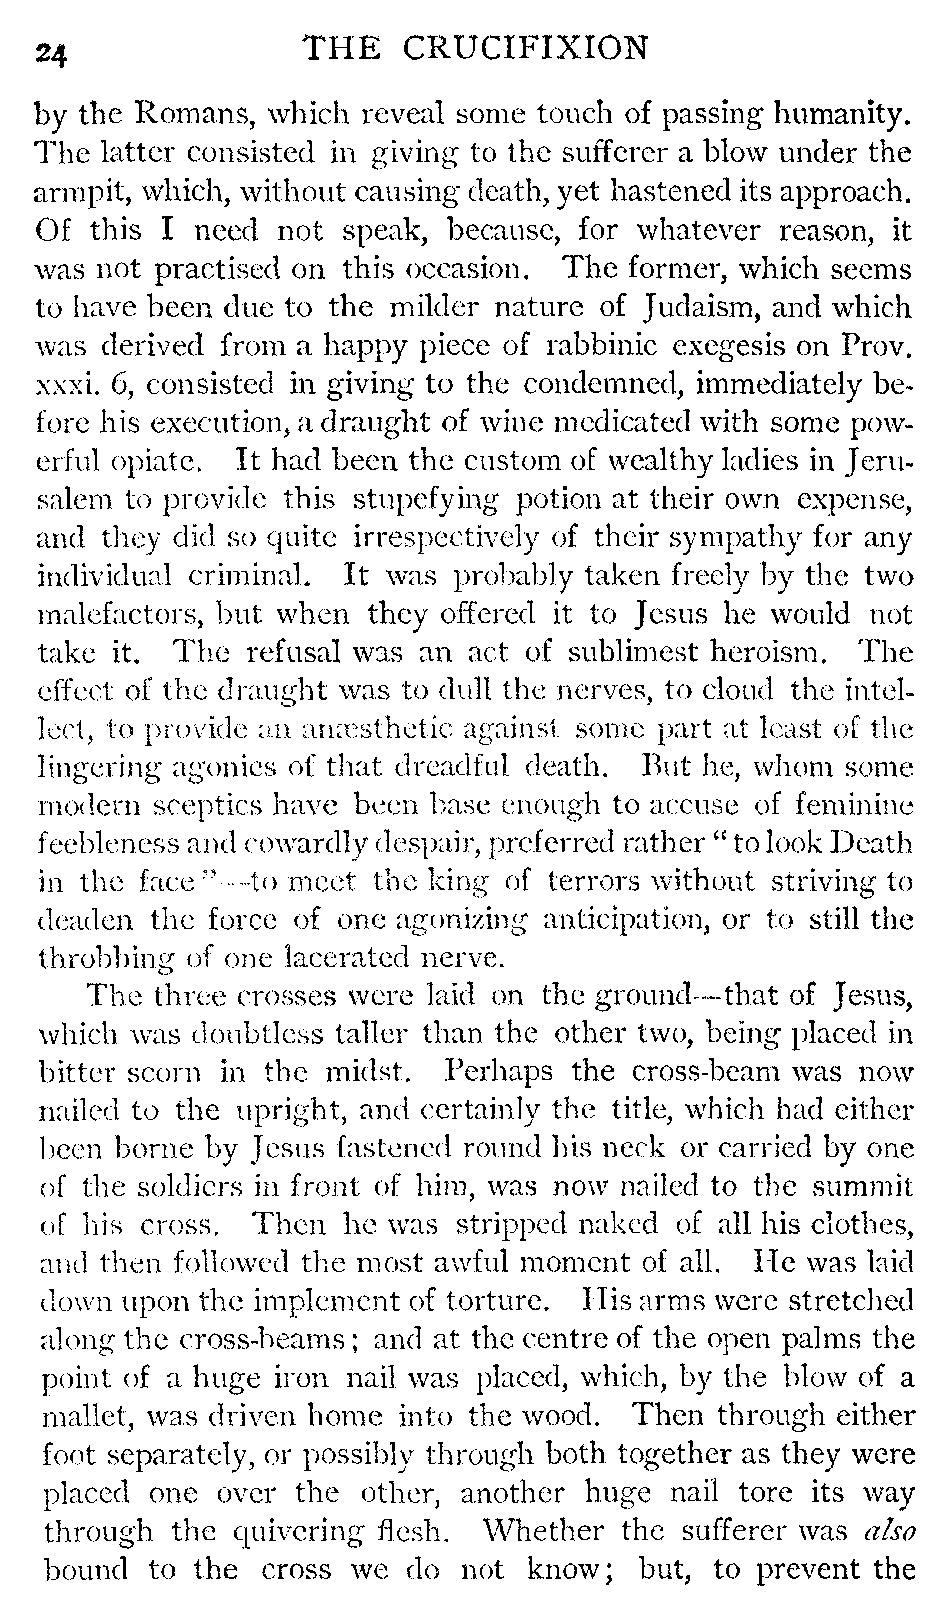 24 THE CRUCIFIXION
by the Romans, which reveal some touch of passing humanity.
The latter consisted in giving to the sufferer a blow under the
armpit, which, without causing death, yet hastened its approach.
Of this I need not speak, because, for whatever reason, it
was not practised on this occasion. The former, which seems
to have been due to the milder nature of Judaism, and which
was derived from a happy piece of rabbinic exegesis on Prov.
xxxi. 6, consisted in giving to the condemned, immediately be-
fore his execution, a draught of wine medicated with some pow-
erful opiate. It had been the custom of wealthy ladies in Jeru-
salem to provide this stupefying potion at their own expense,
and they did so quite irrespectively of their sympathy for any
individual criminal. It was probably taken freely by the two
malefactors, but when they offered it to Jesus he would not
take it. The refusal was an act of sublimest heroism. The
effect of the draught was to dull the nerves, to cloud the intel-
lect, to provide an anæsthetic against some part at least of the
lingering agonies of that dreadful death. But he, whom some
modern sceptics have been base enough to accuse of feminine
feebleness and cowardly despair, preferred rather “to look Death
in the face”—to meet the king of terrors without striving to
deaden the force of one agonizing anticipation, or to still the
throbbing of one lacerated nerve.
The three crosses were laid on the ground—that of Jesus,
which was doubtless taller than the other two, being placed in
bitter scorn in the midst. Perhaps the cross-beam was now
nailed to the upright, and certainly the title, which had either
been borne by Jesus fastened round his neck or carried by one
of the soldiers in front of him, was now nailed to the summit
of his cross. Then he was stripped naked of all his clothes,
and then followed the most awful moment of all. He was laid
down upon the implement of torture. His arms were stretched
along the cross-beams; and at the centre of the open palms the
point of a huge iron nail was placed, which, by the blow of a
mallet, was driven home into the wood. Then through either
foot separately, or possibly through both together as they were
placed one over the other, another huge nail tore its way
through the quivering flesh. Whether the sufferer was also
bound to the cross we do not know; but, to prevent the